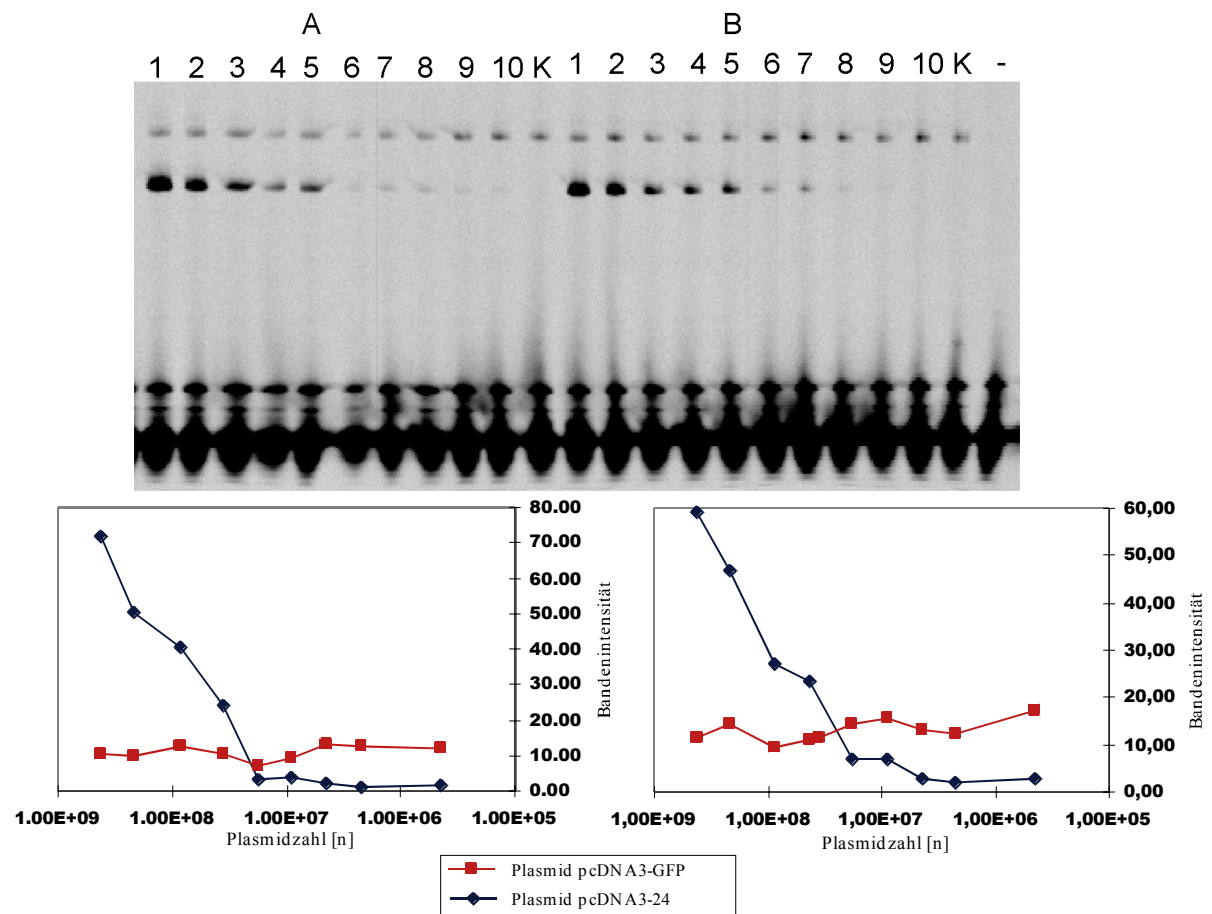 A B
1 2 3 4 5 6 7 8 9 10 K 1 2 3 4 5 6 7 8 9 10 K -
80.00
70.00
60.00
50.00
40.00
30.00
20.00
10.00
0.00
Bandenintensität
1.00E+09 1.00E+08 1.00E+07 1.00E+06 1.00E+05
Plasmidzahl [n]
60,00
50,00
40,00
30,00
20,00
10,00
0,00
Bandenintensität
1,00E+09 1,00E+08 1,00E+07 1,00E+06 1,00E+05
Plasmidzahl [n]
Plasmid pcDNA3-GFP
Plasmid pcDNA3-24